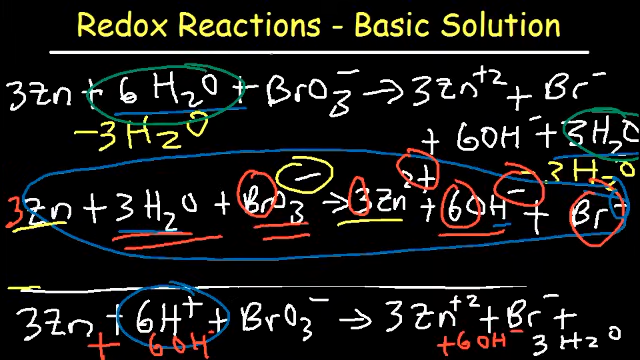 Redox Reactions - Basic Solution
3Zn + 6 H₂O + BrO₃⁻ → 3Zn⁺² + Br⁻
-3H₂O
+ 6OH⁻ + 3H₂O
- 3H₂O
3Zn + 3H₂O + BrO₃⁻ → 3Zn²⁺ + 6OH⁻ + Br⁻
3Zn + 6H⁺ + BrO₃⁻ → 3Zn⁺² + Br⁻ + 3H₂O
+ 6OH⁻ +6OH⁻